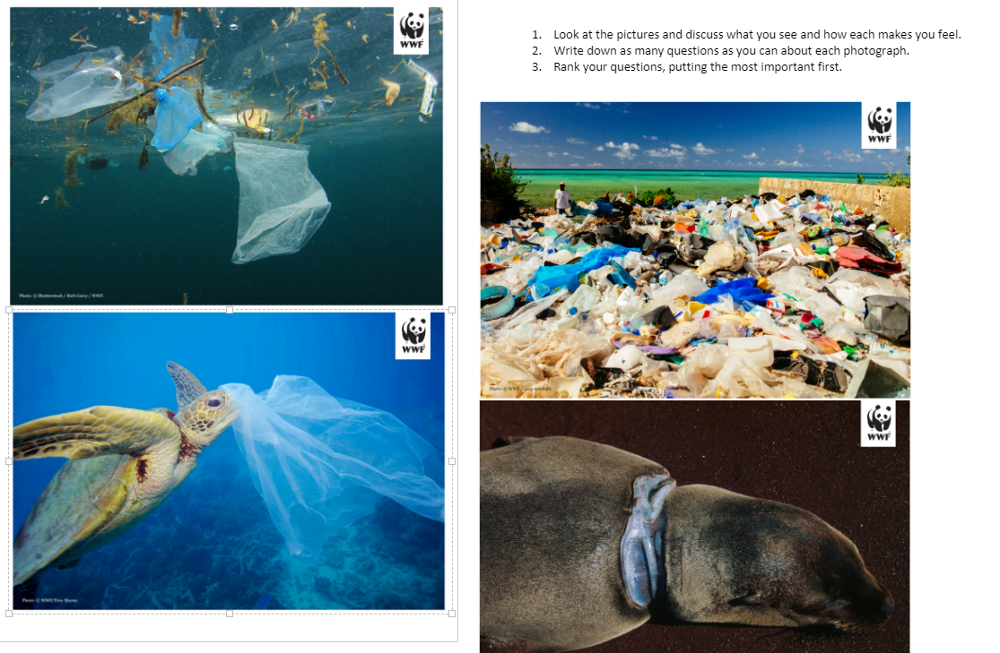 WWF
Photo: © Shutterstock / Rich Carey / WWF.
WWF
Photo: © WWF/Troy Mayne
1. Look at the pictures and discuss what you see and how each makes you feel.
2. Write down as many questions as you can about each photograph.
3. Rank your questions, putting the most important first.
WWF
Photo: © WWF /
WWF